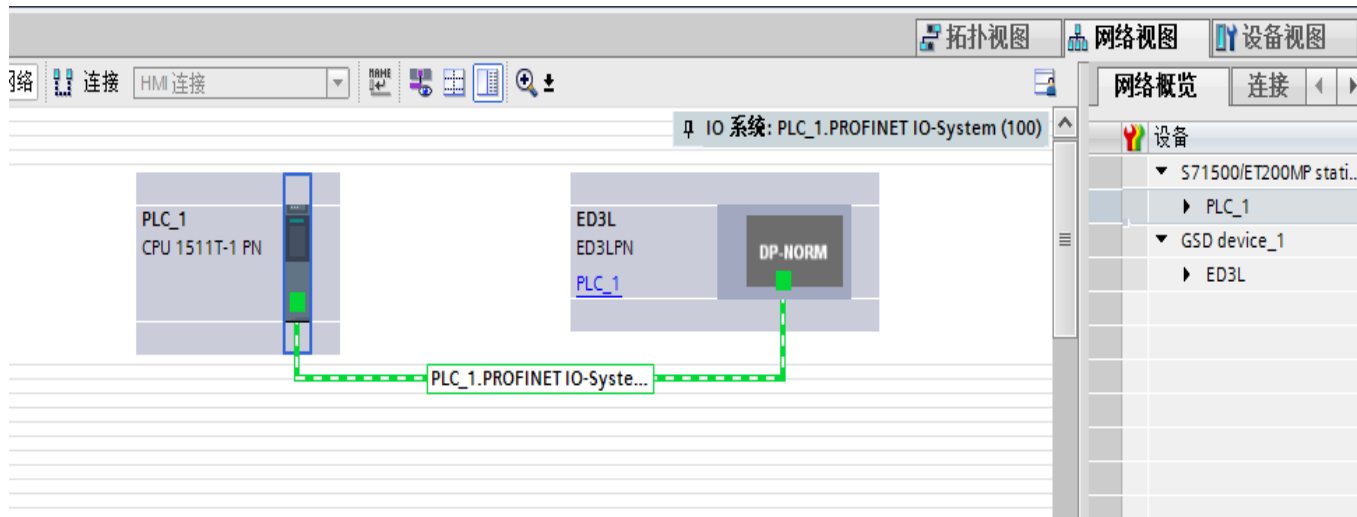 拓扑视图 网络视图 设备视图
网络 连接 HMI 连接 NAME 网络概览 连接
IO 系统: PLC_1.PROFINET IO-System (100)
设备
S71500/ET200MP stati...
PLC_1
GSD device_1
ED3L
PLC_1
CPU 1511T-1 PN
ED3L
ED3LPN
PLC_1
DP-NORM
PLC_1.PROFINET IO-Syste...